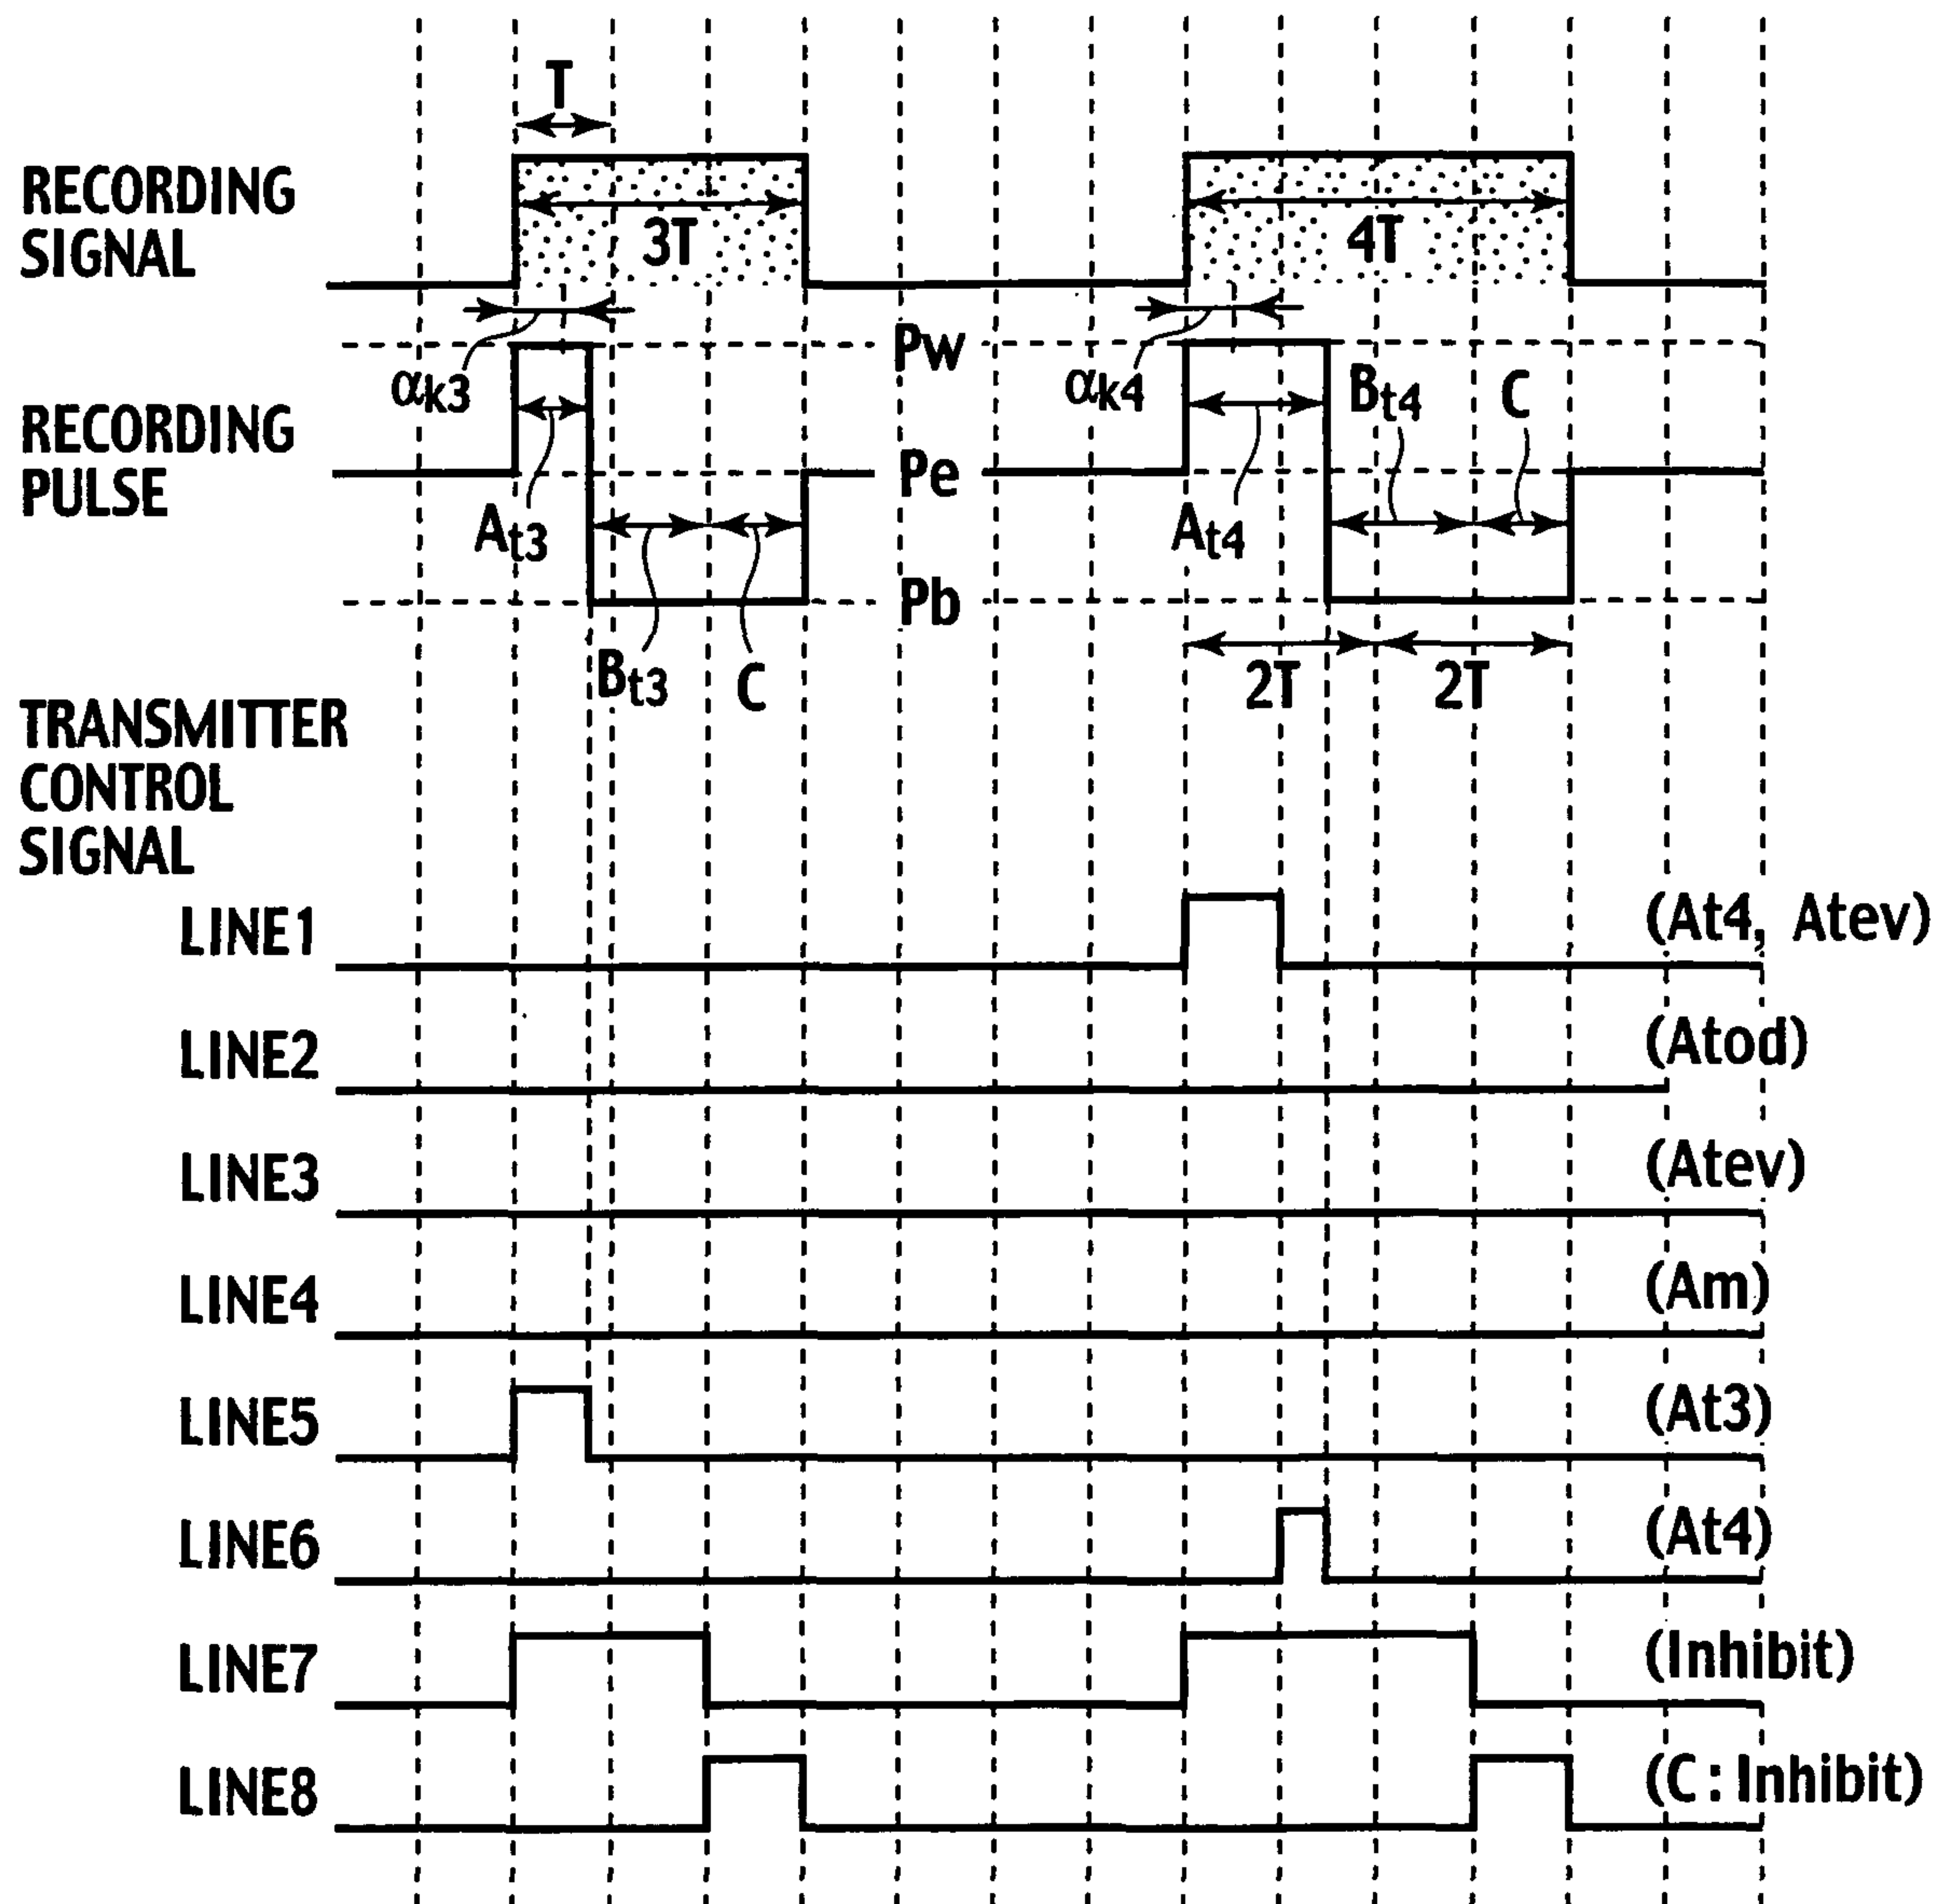 T
RECORDING
SIGNAL
3T
4T
αk3
Pw
αk4
RECORDING
PULSE
At3
Pe
At4
Bt4
C
Bt3
C
Pb
2T
2T
TRANSMITTER
CONTROL
SIGNAL
LINE1
(At4, Atev)
LINE2
(Atod)
LINE3
(Atev)
LINE4
(Am)
LINE5
(At3)
LINE6
(At4)
LINE7
(Inhibit)
LINE8
(C : Inhibit)